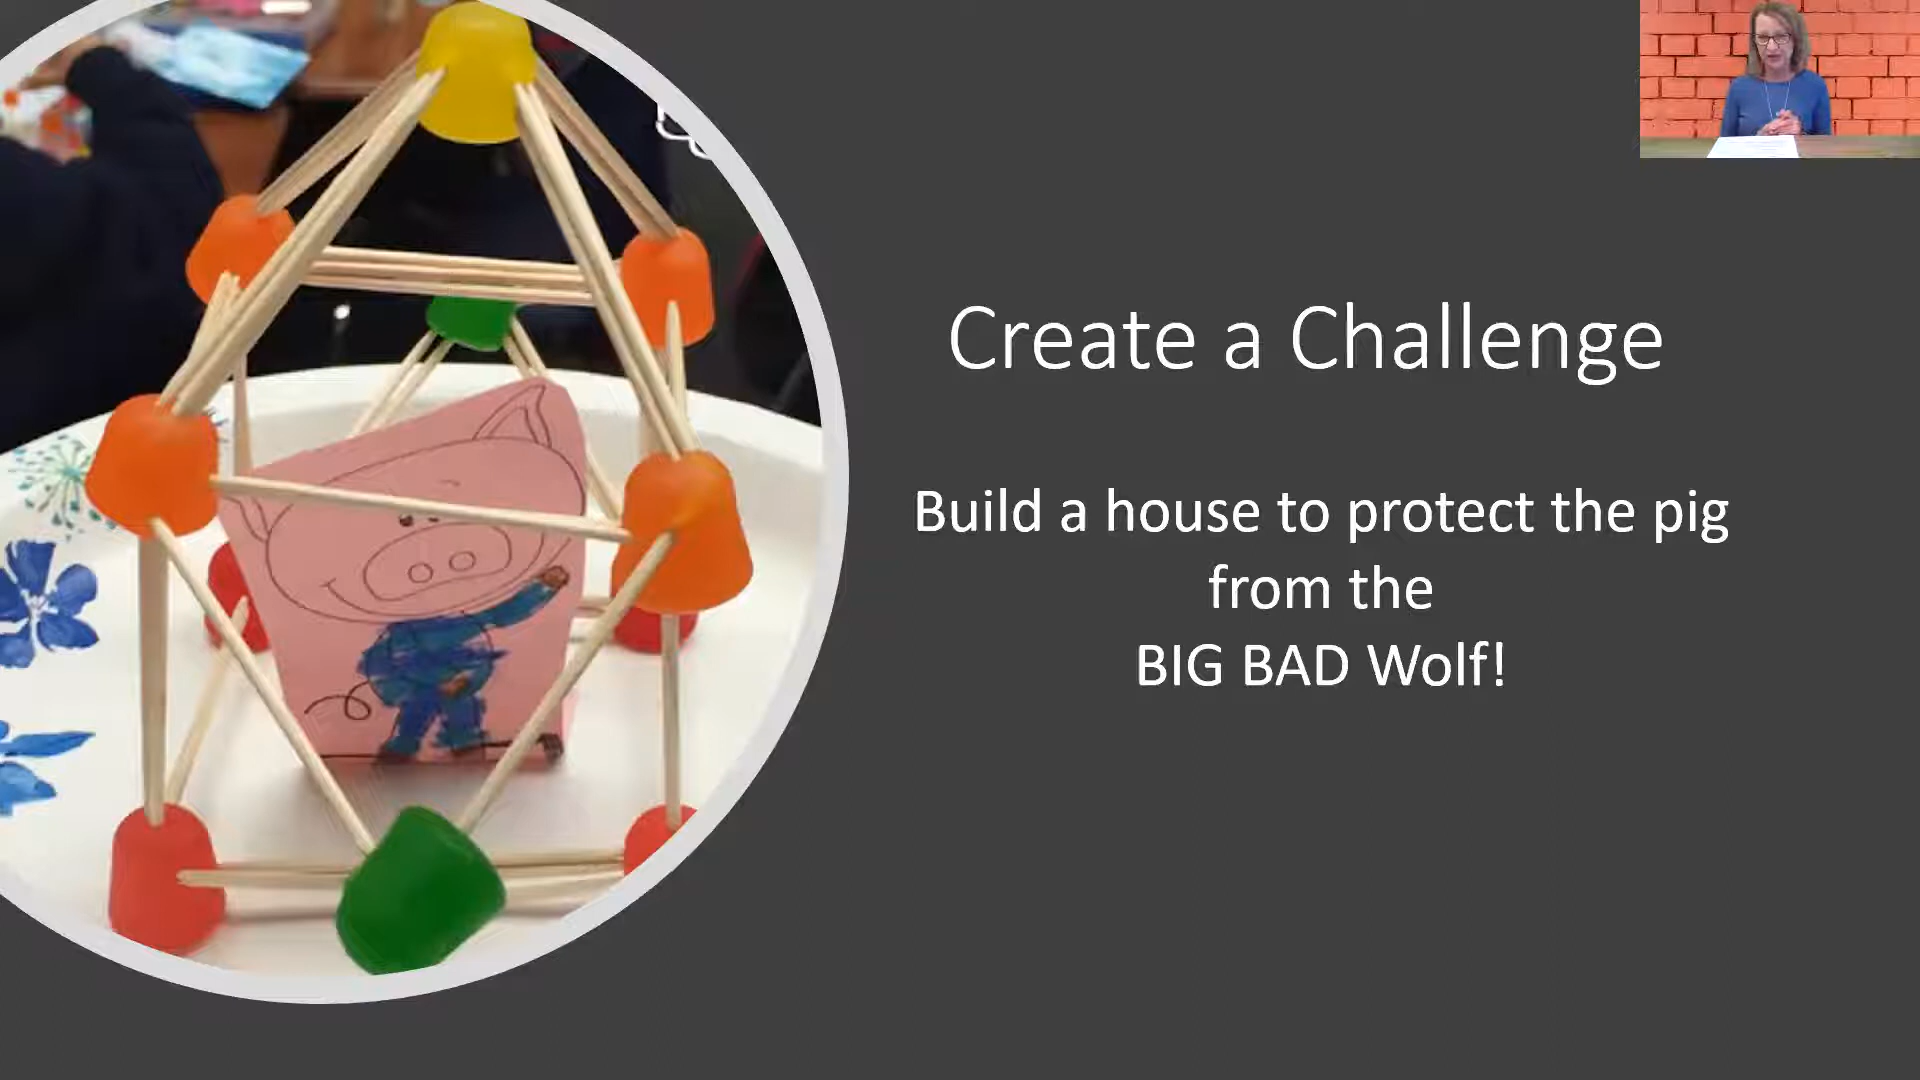 Create a Challenge
Build a house to protect the pig
from the
BIG BAD Wolf!